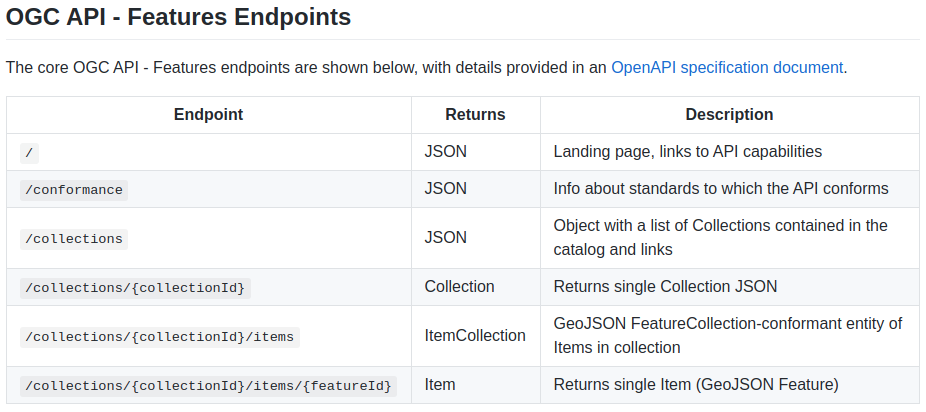 OGC API - Features Endpoints
The core OGC API - Features endpoints are shown below, with details provided in an OpenAPI specification document.
Endpoint Returns Description
/ JSON Landing page, links to API capabilities
/conformance JSON Info about standards to which the API conforms
/collections JSON Object with a list of Collections contained in the
catalog and links
/collections/{collectionId} Collection Returns single Collection JSON
/collections/{collectionId}/items ItemCollection GeoJSON FeatureCollection-conformant entity of
Items in collection
/collections/{collectionId}/items/{featureId} Item Returns single Item (GeoJSON Feature)